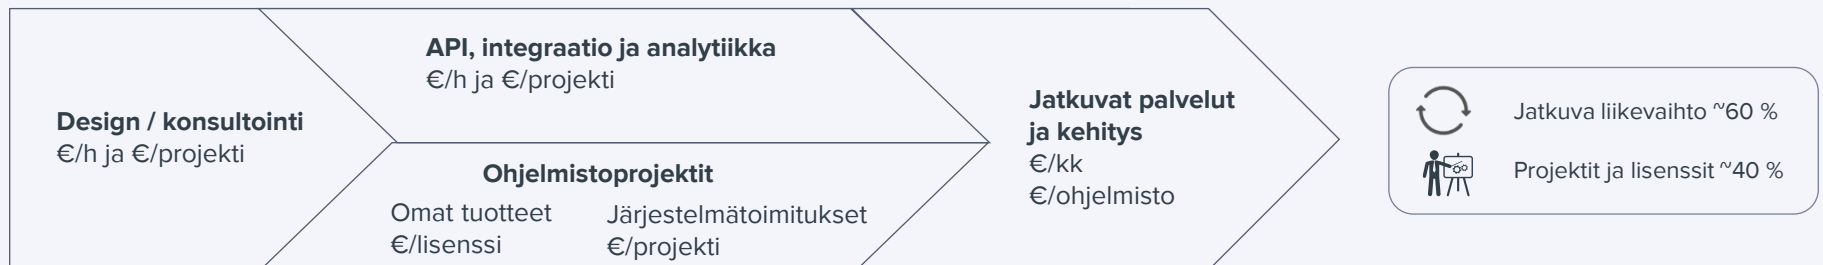 Design / konsultointi
€/h ja €/projekti
API, integraatio ja analytiikka
€/h ja €/projekti
Ohjelmistoprojektit
Omat tuotteet
€/lisenssi
Järjestelmätoimitukset
€/projekti
Jatkuvat palvelut
ja kehitys
€/kk
€/ohjelmisto
Jatkuva liikevaihto ~60 %
Projektit ja lisenssit ~40 %